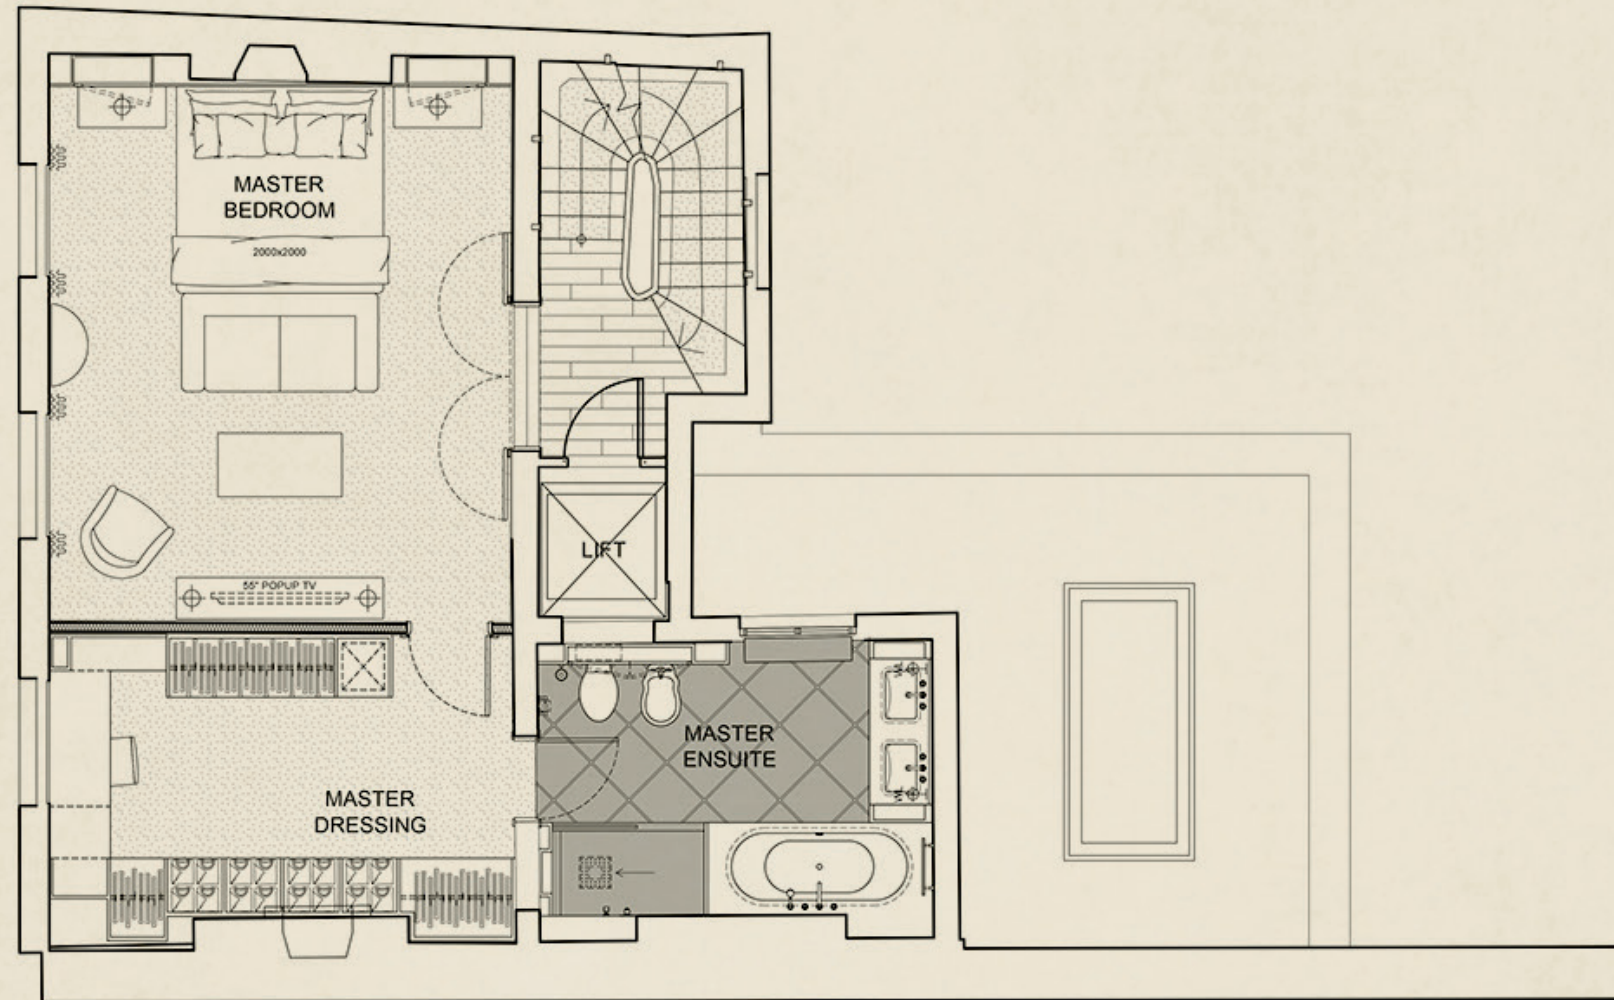 MASTER
BEDROOM
2000x2000
LIFT
55" POPUP TV
MASTER
ENSUITE
MASTER
DRESSING